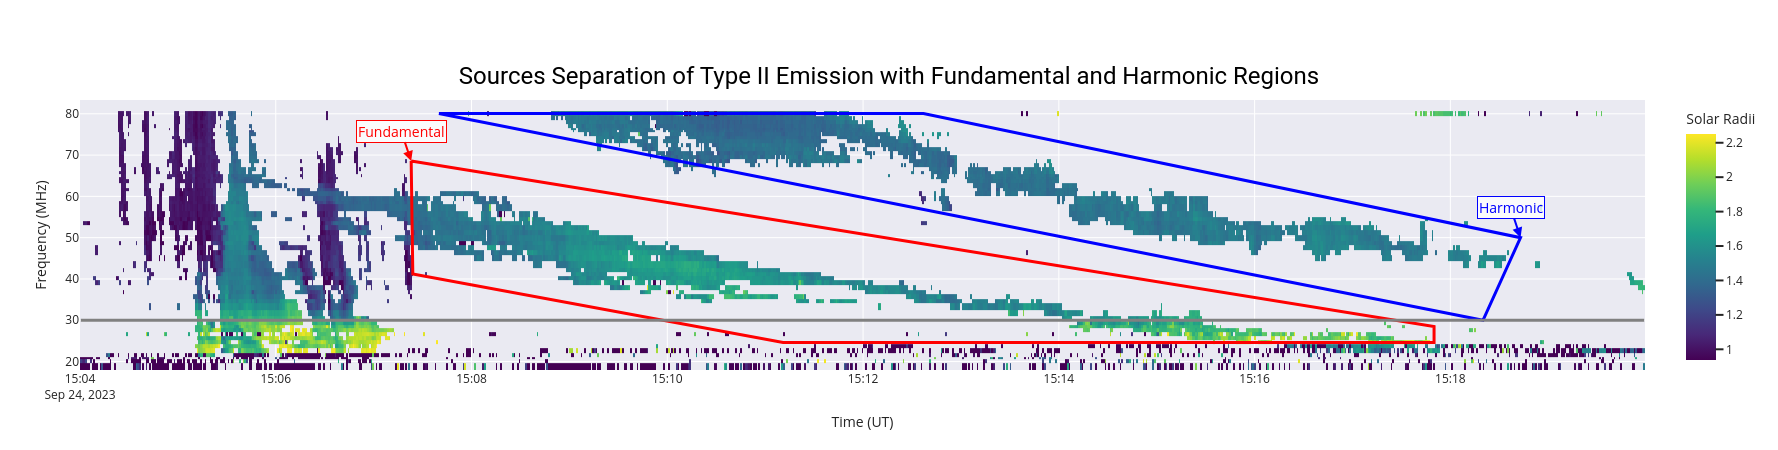 Sources Separation of Type II Emission with Fundamental and Harmonic Regions
Solar Radii
Fundamental
Harmonic
Frequency (MHz)
80
70
60
50
40
30
20
2.2
2
1.8
1.6
1.4
1.2
1
15:04 15:06 15:08 15:10 15:12 15:14 15:16 15:18
Sep 24, 2023
Time (UT)